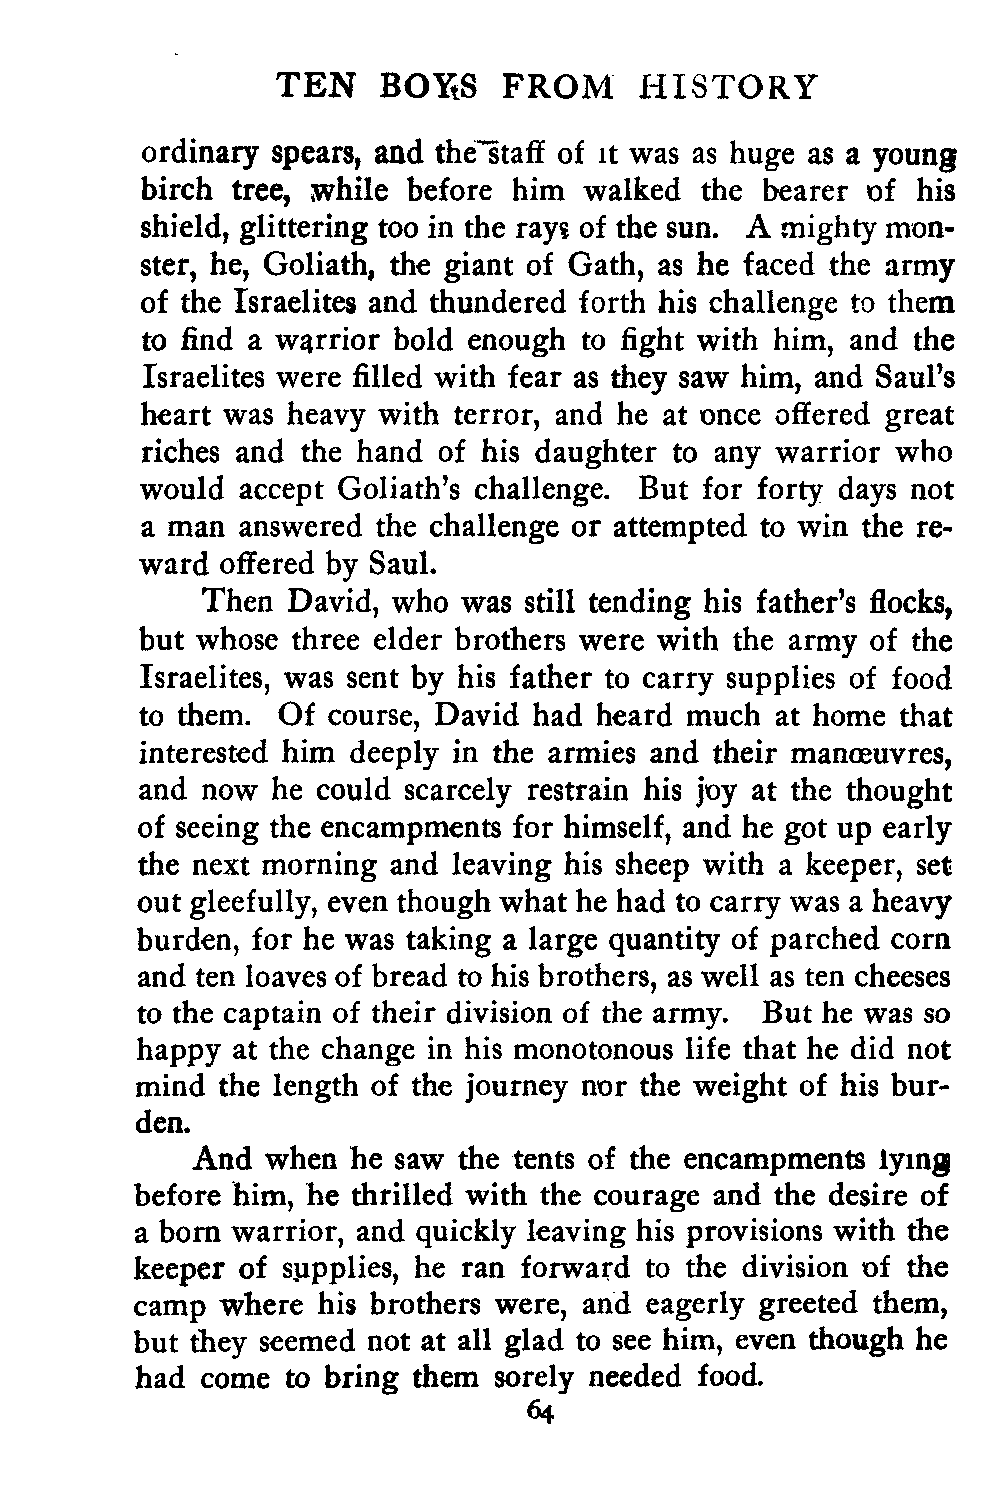 TEN BOYS FROM HISTORY
ordinary spears, and the staff of it was as huge as a young
birch tree, while before him walked the bearer of his
shield, glittering too in the rays of the sun. A mighty mon-
ster, he, Goliath, the giant of Gath, as he faced the army
of the Israelites and thundered forth his challenge to them
to find a warrior bold enough to fight with him, and the
Israelites were filled with fear as they saw him, and Saul's
heart was heavy with terror, and he at once offered great
riches and the hand of his daughter to any warrior who
would accept Goliath's challenge. But for forty days not
a man answered the challenge or attempted to win the re-
ward offered by Saul.
Then David, who was still tending his father's flocks,
but whose three elder brothers were with the army of the
Israelites, was sent by his father to carry supplies of food
to them. Of course, David had heard much at home that
interested him deeply in the armies and their manœuvres,
and now he could scarcely restrain his joy at the thought
of seeing the encampments for himself, and he got up early
the next morning and leaving his sheep with a keeper, set
out gleefully, even though what he had to carry was a heavy
burden, for he was taking a large quantity of parched corn
and ten loaves of bread to his brothers, as well as ten cheeses
to the captain of their division of the army. But he was so
happy at the change in his monotonous life that he did not
mind the length of the journey nor the weight of his bur-
den.
And when he saw the tents of the encampments lying
before him, he thrilled with the courage and the desire of
a born warrior, and quickly leaving his provisions with the
keeper of supplies, he ran forward to the division of the
camp where his brothers were, and eagerly greeted them,
but they seemed not at all glad to see him, even though he
had come to bring them sorely needed food.
64